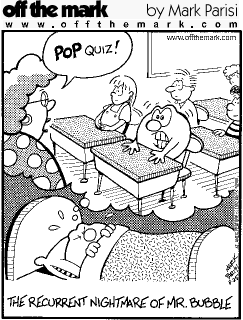 off the mark by Mark Parisi
www.offthemark.com
www.offthemark.com
POP QUIZ!
THE RECURRENT NIGHTMARE OF MR. BUBBLE